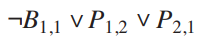 ¬B1,1 ∨ P1,2 ∨ P2,1